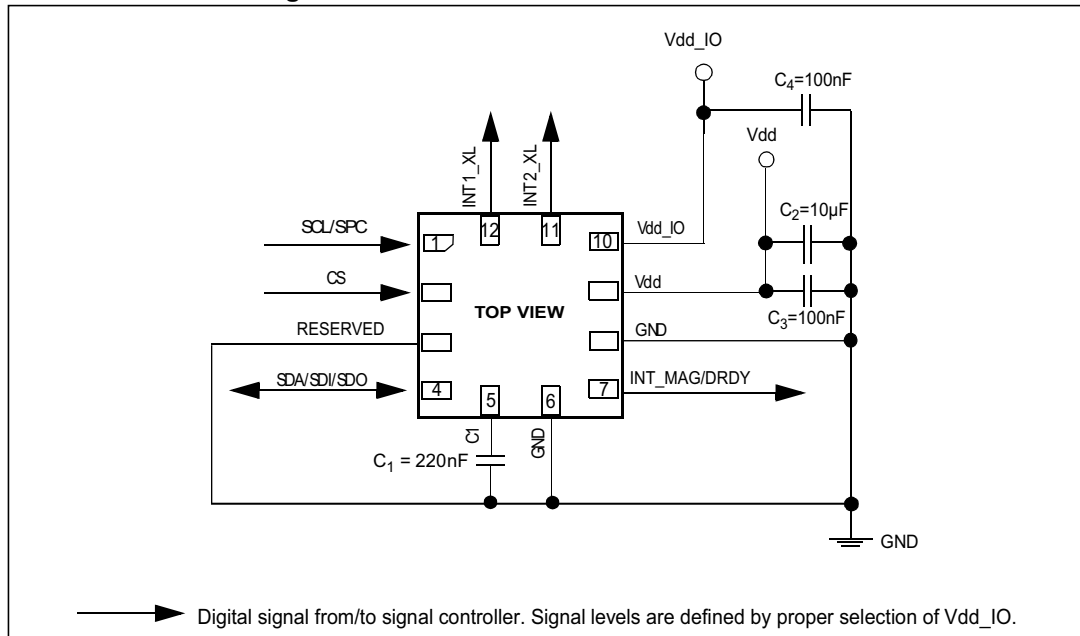 Vdd_IO
C4=100nF
Vdd
INT1_XL
INT2_XL
C2=10µF
SCL/SPC
1
12
11
10
Vdd_IO
CS
Vdd
TOP VIEW
C3=100nF
RESERVED
GND
SDA/SDI/SDO
4
5
6
7
INT_MAG/DRDY
C1
GND
C1 = 220nF
GND
Digital signal from/to signal controller. Signal levels are defined by proper selection of Vdd_IO.